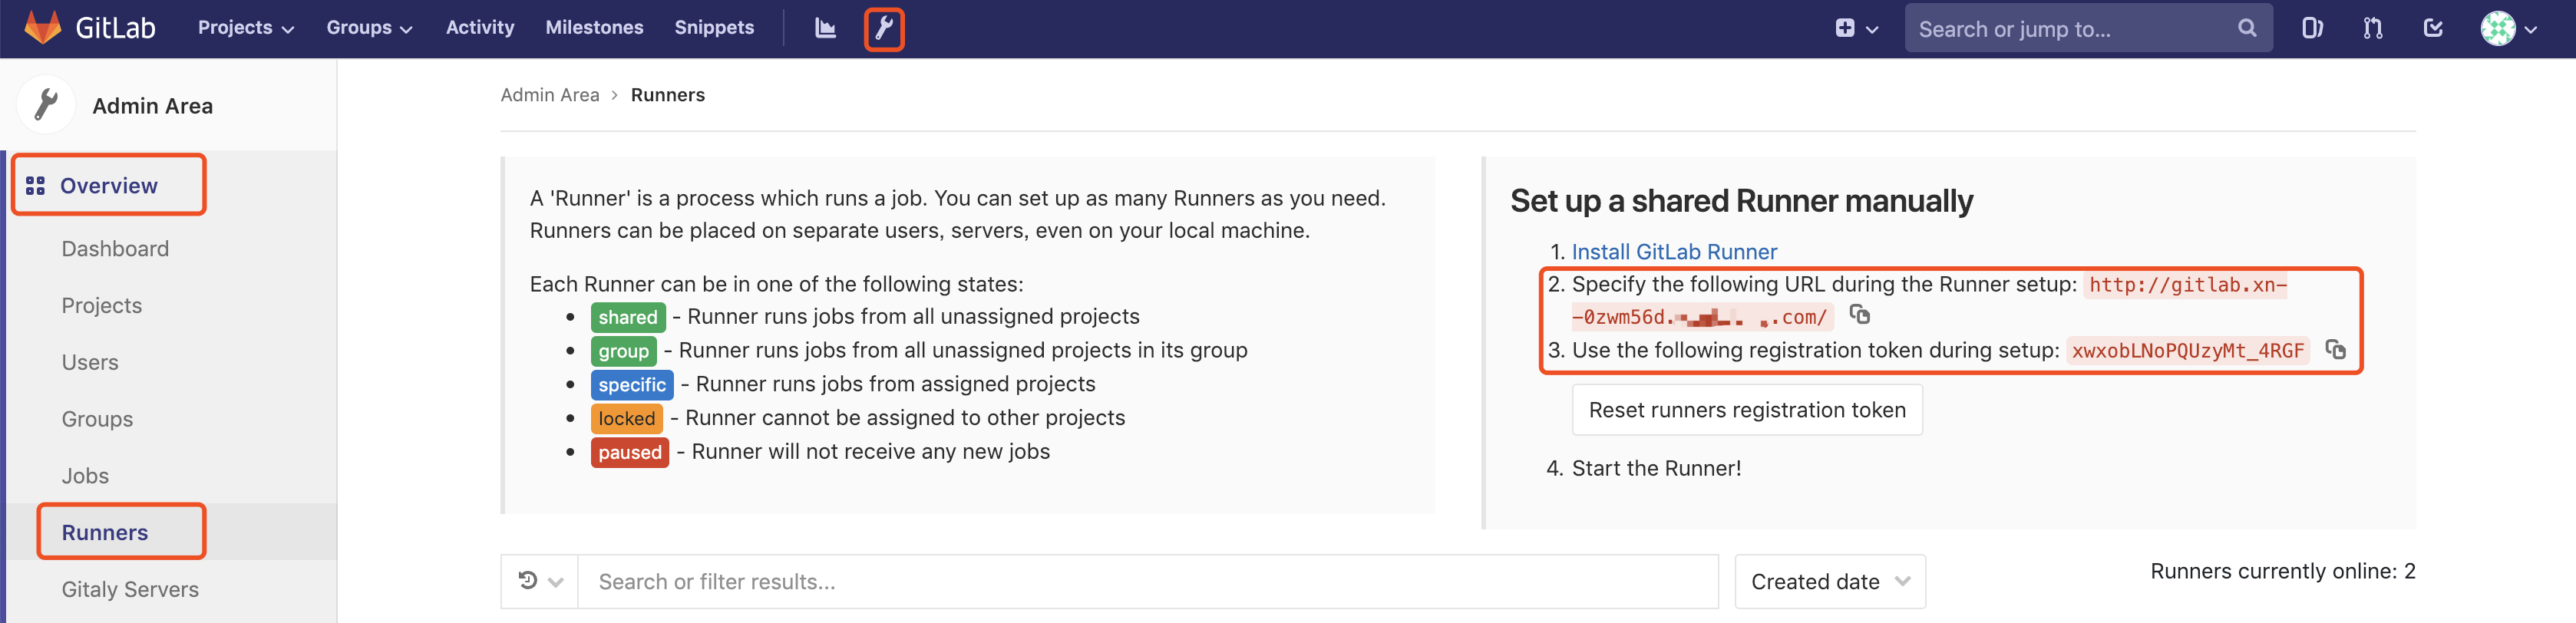 GitLab Projects Groups Activity Milestones Snippets Search or jump to...
Admin Area
Overview
Dashboard
Projects
Users
Groups
Jobs
Runners
Gitaly Servers
Admin Area > Runners
A 'Runner' is a process which runs a job. You can set up as many Runners as you need.
Runners can be placed on separate users, servers, even on your local machine.
Each Runner can be in one of the following states:
• shared - Runner runs jobs from all unassigned projects
• group - Runner runs jobs from all unassigned projects in its group
• specific - Runner runs jobs from assigned projects
• locked - Runner cannot be assigned to other projects
• paused - Runner will not receive any new jobs
Set up a shared Runner manually
1. Install GitLab Runner
2. Specify the following URL during the Runner setup: http://gitlab.xn-
-0zwm56d. .com/
3. Use the following registration token during setup: xwxobLNoPQUzyMt_4RGF
Reset runners registration token
4. Start the Runner!
Search or filter results...
Created date
Runners currently online: 2